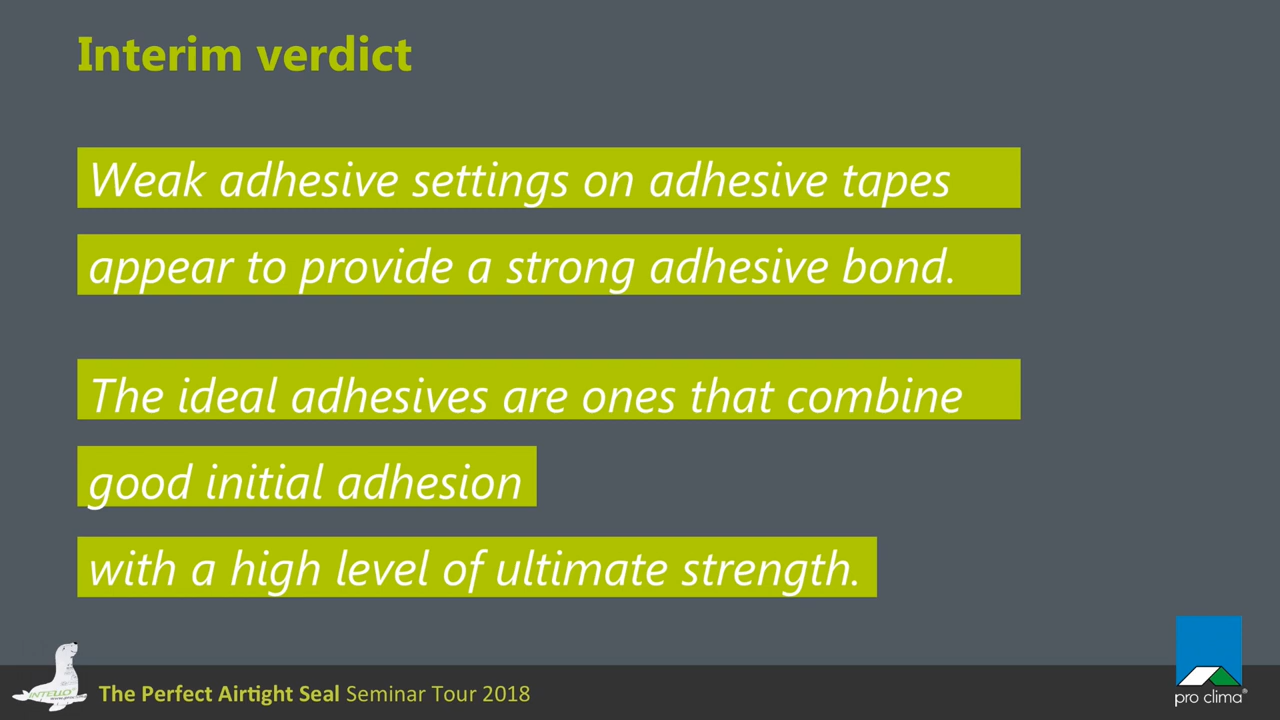 Interim verdict
Weak adhesive settings on adhesive tapes
appear to provide a strong adhesive bond.
The ideal adhesives are ones that combine
good initial adhesion
with a high level of ultimate strength.
INTELLO
The Perfect Airtight Seal Seminar Tour 2018
pro clima®